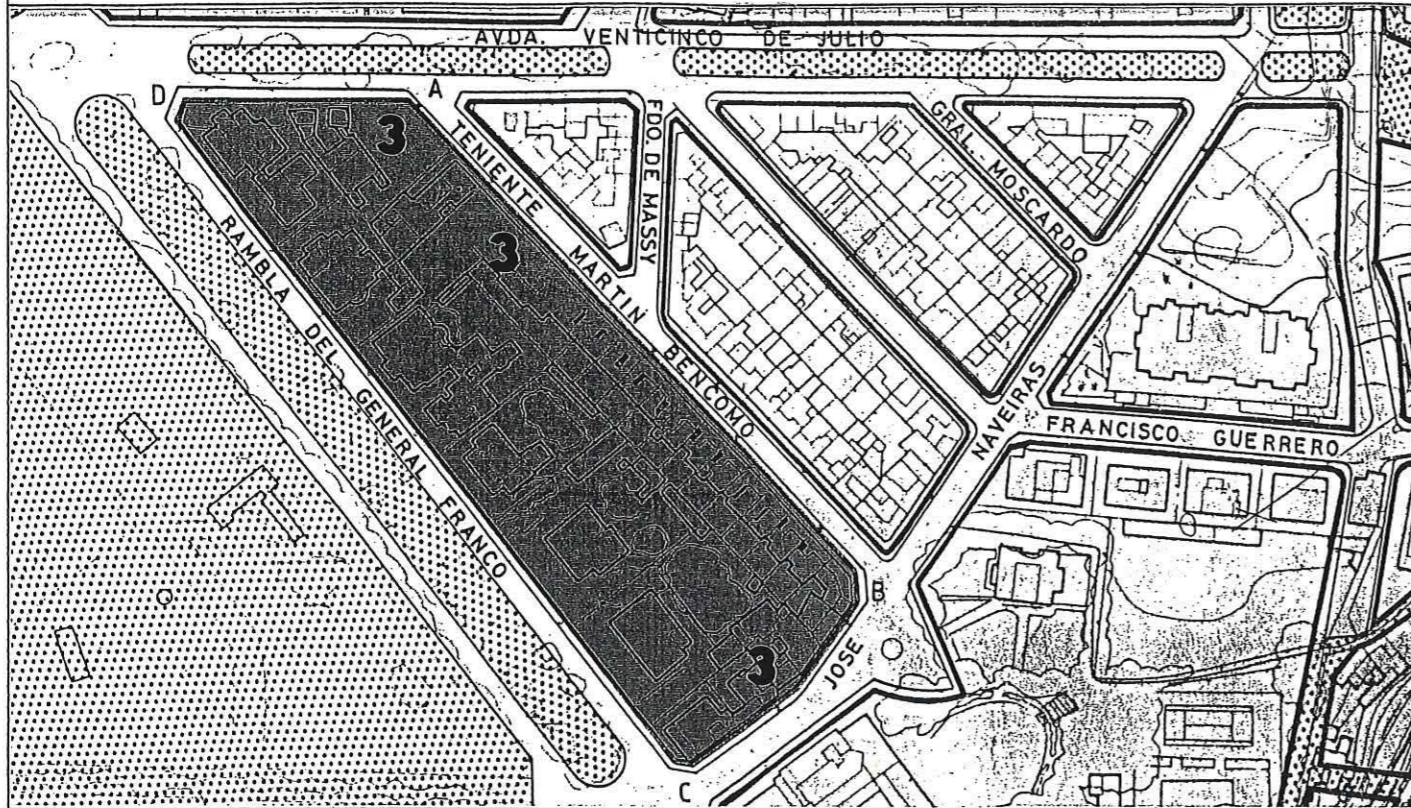 AVDA. VENTICINCO DE JULIO
D
A
3
TENIENTE MARTIN BENCOMO
FDO. DE MASSY
GRAL. MOSCARDO
3
RAMBLA DEL GENERAL FRANCO
JOSE NAVEIRAS
FRANCISCO GUERRERO
B
3
C